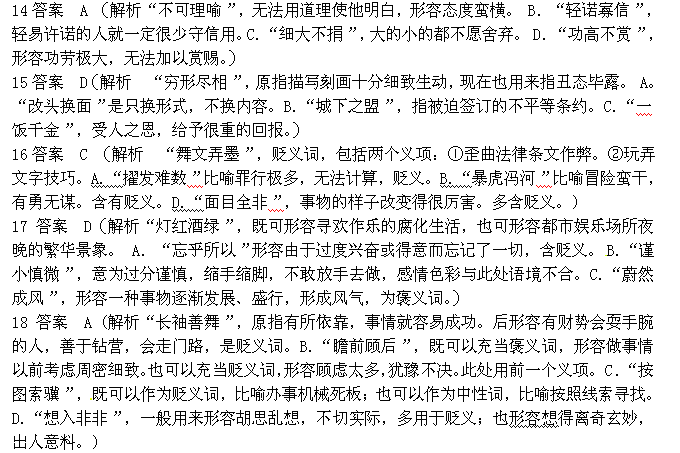 14答案 A（解析“不可理喻”，无法用道理使他明白，形容态度蛮横。 B.“轻诺寡信”，
轻易许诺的人就一定很少守信用。C.“细大不捐”，大的小的都不愿舍弃。 D.“功高不赏”，
形容功劳极大，无法加以赏赐。）
15答案 D（解析 “穷形尽相”，原指描写刻画十分细致生动，现在也用来指丑态毕露。 A。
“改头换面”是只换形式，不换内容。B.“城下之盟”，指被迫签订的不平等条约。C.“一
饭千金”，受人之恩，给予很重的回报。）
16答案 C （解析 “舞文弄墨”，贬义词，包括两个义项：①歪曲法律条文作弊。②玩弄
文字技巧。A.“擢发难数”比喻罪行极多，无法计算，贬义。B.“暴虎冯河”比喻冒险蛮干，
有勇无谋。含有贬义。D.“面目全非”，事物的样子改变得很厉害。多含贬义。）
17 答案 D（解析“灯红酒绿”，既可形容寻欢作乐的腐化生活，也可形容都市娱乐场所夜
晚的繁华景象。 A. “忘乎所以”形容由于过度兴奋或得意而忘记了一切，含贬义。B.“谨
小慎微”，意为过分谨慎，缩手缩脚，不敢放手去做，感情色彩与此处语境不合。C.“蔚然
成风”，形容一种事物逐渐发展、盛行，形成风气，为褒义词。）
18 答案 A（解析“长袖善舞”，原指有所依靠，事情就容易成功。后形容有财势会耍手腕
的人，善于钻营，会走门路，是贬义词。B.“瞻前顾后”，既可以充当褒义词，形容做事情
以前考虑周密细致。也可以充当贬义词，形容顾虑太多，犹豫不决。此处用前一个义项。C.“按
图索骥”，既可以作为贬义词，比喻办事机械死板；也可以作为中性词，比喻按照线索寻找。
D.“想入非非”，一般用来形容胡思乱想，不切实际，多用于贬义；也形容想得离奇玄妙，
出人意料。）